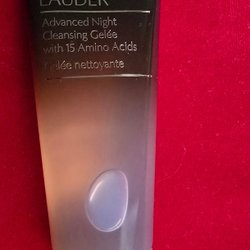 LAUDER
Advanced Night
Cleansing Gelée
with 15 Amino Acids
Gelée nettoyante